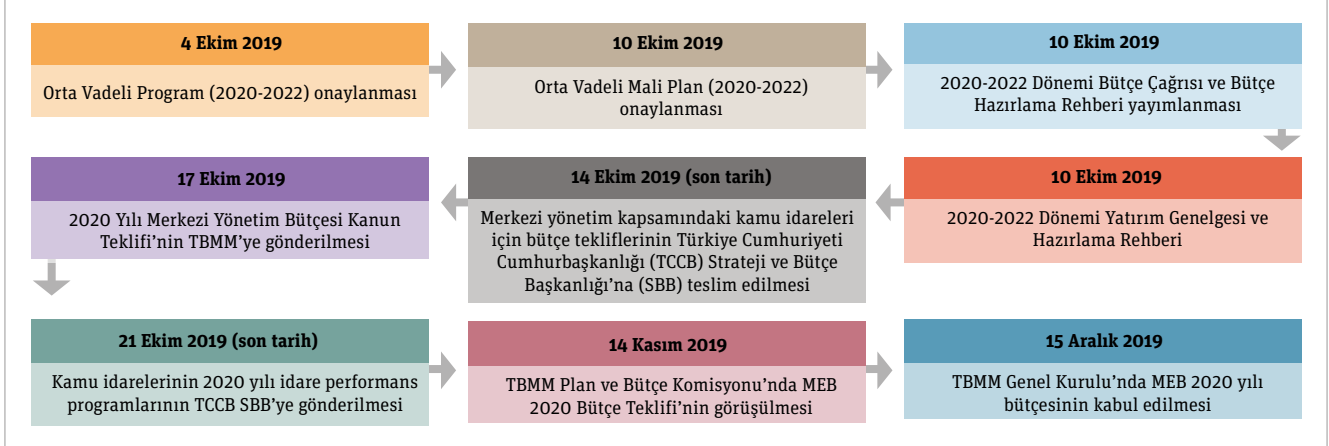 4 Ekim 2019
Orta Vadeli Program (2020-2022) onaylanması
10 Ekim 2019
Orta Vadeli Mali Plan (2020-2022)
onaylanması
10 Ekim 2019
2020-2022 Dönemi Bütçe Çağrısı ve Bütçe
Hazırlama Rehberi yayımlanması
10 Ekim 2019
2020-2022 Dönemi Yatırım Genelgesi ve
Hazırlama Rehberi
14 Ekim 2019 (son tarih)
Merkezi yönetim kapsamındaki kamu idareleri
için bütçe tekliflerinin Türkiye Cumhuriyeti
Cumhurbaşkanlığı (TCCB) Strateji ve Bütçe
Başkanlığı’na (SBB) teslim edilmesi
17 Ekim 2019
2020 Yılı Merkezi Yönetim Bütçesi Kanun
Teklifi’nin TBMM’ye gönderilmesi
21 Ekim 2019 (son tarih)
Kamu idarelerinin 2020 yılı idare performans
programlarının TCCB SBB’ye gönderilmesi
14 Kasım 2019
TBMM Plan ve Bütçe Komisyonu’nda MEB
2020 Bütçe Teklifi’nin görüşülmesi
15 Aralık 2019
TBMM Genel Kurulu’nda MEB 2020 yılı
bütçesinin kabul edilmesi